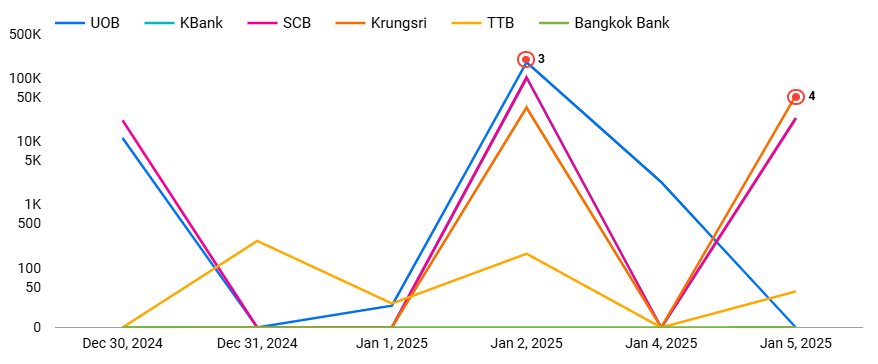 UOB KBank SCB Krungsri TTB Bangkok Bank
500K
100K
50K
10K
5K
1K
500
100
50
0
3
4
Dec 30, 2024 Dec 31, 2024 Jan 1, 2025 Jan 2, 2025 Jan 4, 2025 Jan 5, 2025